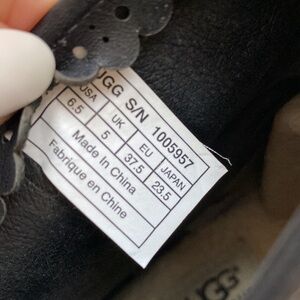 UGG S/N 1005957
USA UK EU JAPAN
6.5 5 37.5 23.5
Made in China
Fabriqué en Chine
UGG